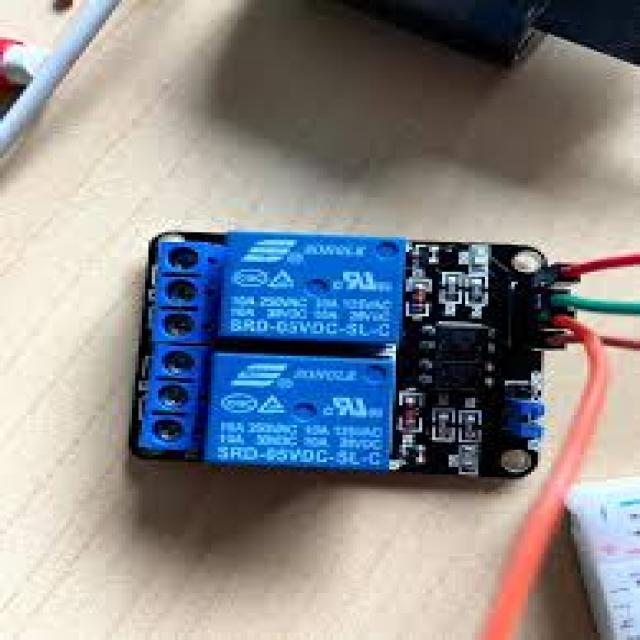 SONGLE
10A 250VAC 10A 125VAC
10A 30VDC 10A 28VDC
SRD-05VDC-SL-C
SONGLE
10A 250VAC 10A 125VAC
10A 30VDC 10A 28VDC
SRD-05VDC-SL-C